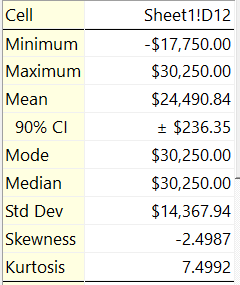 Cell Sheet1!D12
Minimum -$17,750.00
Maximum $30,250.00
Mean $24,490.84
90% CI ± $236.35
Mode $30,250.00
Median $30,250.00
Std Dev $14,367.94
Skewness -2.4987
Kurtosis 7.4992